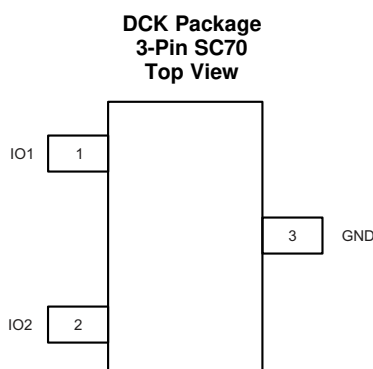 DCK Package
3-Pin SC70
Top View
IO1 1
3 GND
IO2 2